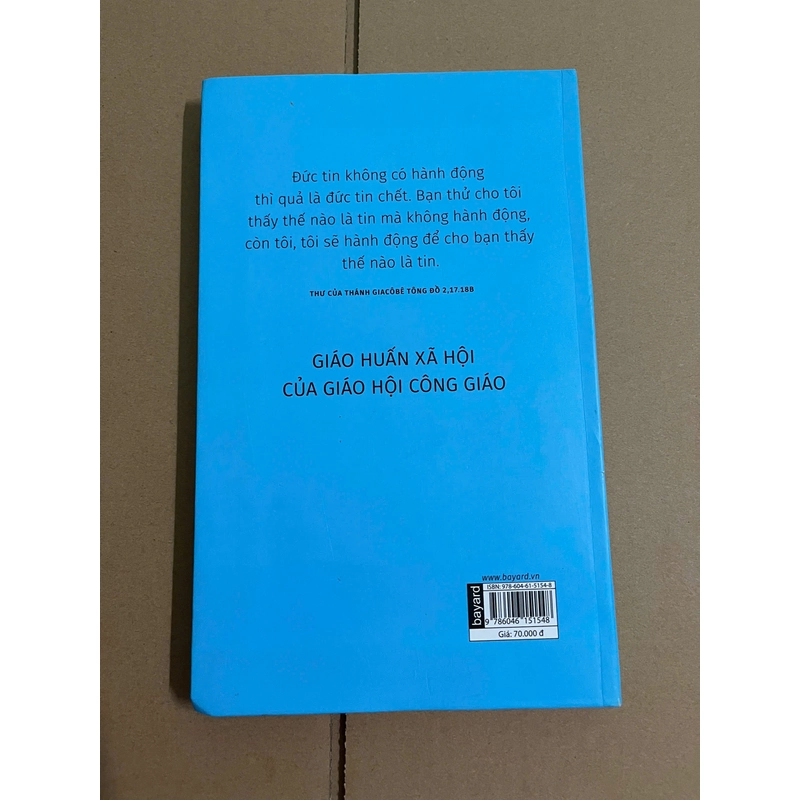 Đức tin không có hành động
thì quả là đức tin chết. Bạn thử cho tôi
thấy thế nào là tin mà không hành động,
còn tôi, tôi sẽ hành động để cho bạn thấy
thế nào là tin.
THƯ CỦA THÁNH GIACÔBÊ TÔNG ĐỒ 2,17.18B
GIÁO HUẤN XÃ HỘI
CỦA GIÁO HỘI CÔNG GIÁO
www.bayard.vn
bayard
ISBN: 978-604-61-5154-8
9 786046 151548
Giá: 70.000 đ